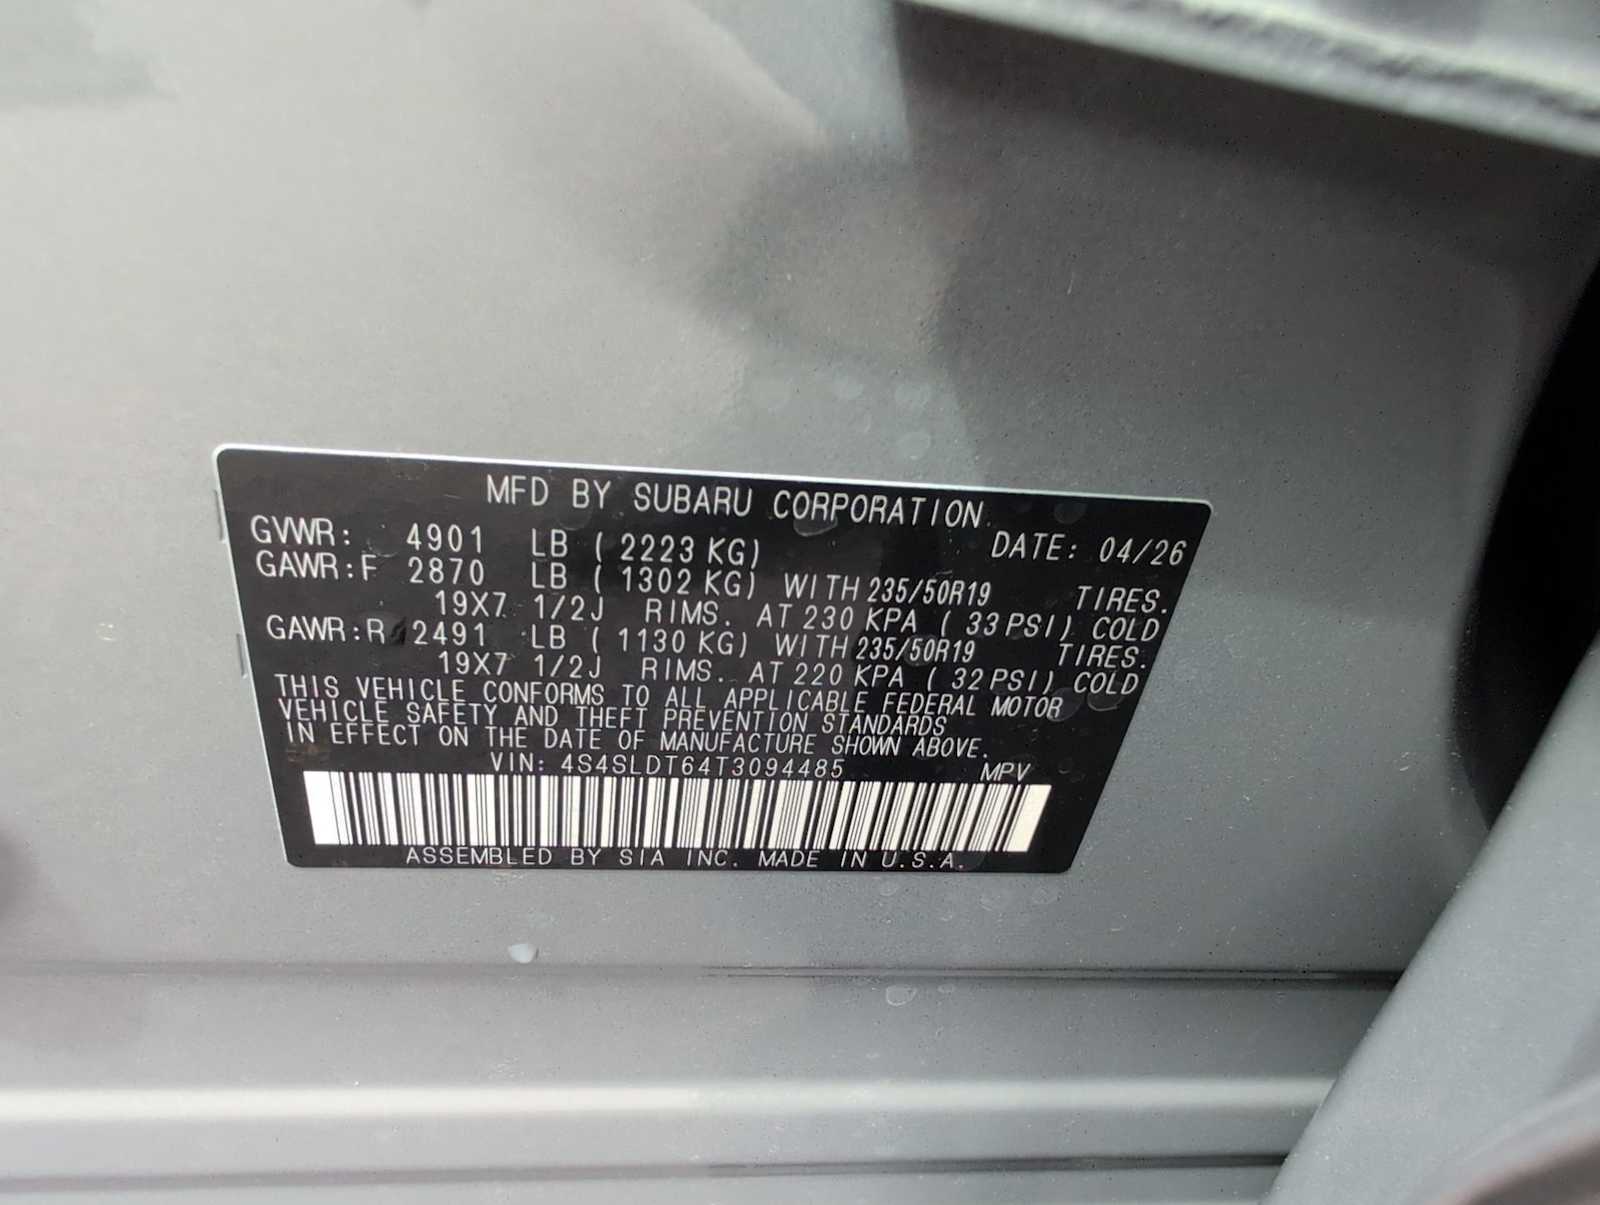 MFD BY SUBARU CORPORATION
GVWR: 4901 LB ( 2223 KG) DATE: 04/26
GAWR:F 2870 LB ( 1302 KG) WITH 235/50R19 TIRES.
19X7 1/2J RIMS. AT 230 KPA ( 33 PSI) COLD
GAWR:R 2491 LB ( 1130 KG) WITH 235/50R19 TIRES.
19X7 1/2J RIMS. AT 220 KPA ( 32 PSI) COLD
THIS VEHICLE CONFORMS TO ALL APPLICABLE FEDERAL MOTOR
VEHICLE SAFETY AND THEFT PREVENTION STANDARDS
IN EFFECT ON THE DATE OF MANUFACTURE SHOWN ABOVE.
VIN: 4S4SLDT64T3094485 MPV
ASSEMBLED BY SIA INC. MADE IN U.S.A.